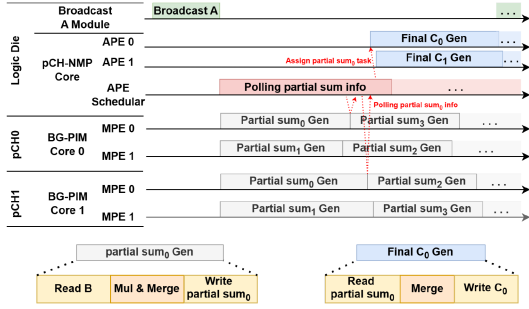 Broadcast A Module
Broadcast A
. . .
Logic Die
pCH-NMP Core
APE 0
Final C0 Gen
. . .
Assign partial sum0 task
APE 1
Final C1 Gen
. . .
APE Schedular
Polling partial sum info
. . .
Polling partial sum0 info
pCH0
BG-PIM Core 0
MPE 0
Partial sum0 Gen
Partial sum3 Gen
. . .
MPE 1
Partial sum1 Gen
Partial sum2 Gen
. . .
pCH1
BG-PIM Core 1
MPE 0
Partial sum0 Gen
Partial sum2 Gen
. . .
MPE 1
Partial sum1 Gen
Partial sum3 Gen
. . .
partial sum0 Gen
Final C0 Gen
Read B
Mul & Merge
Write partial sum0
Read partial sum0
Merge
Write C0